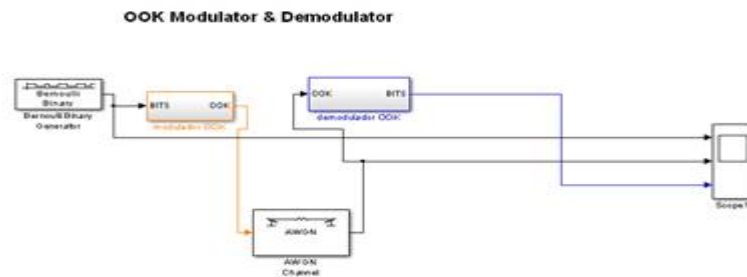 OOK Modulator & Demodulator
Bernoulli
Binary
Bernoulli Binary
Generator
BITS OOK
modulador OOK
OOK BITS
demodulador OOK
AWGN
AWGN
Channel